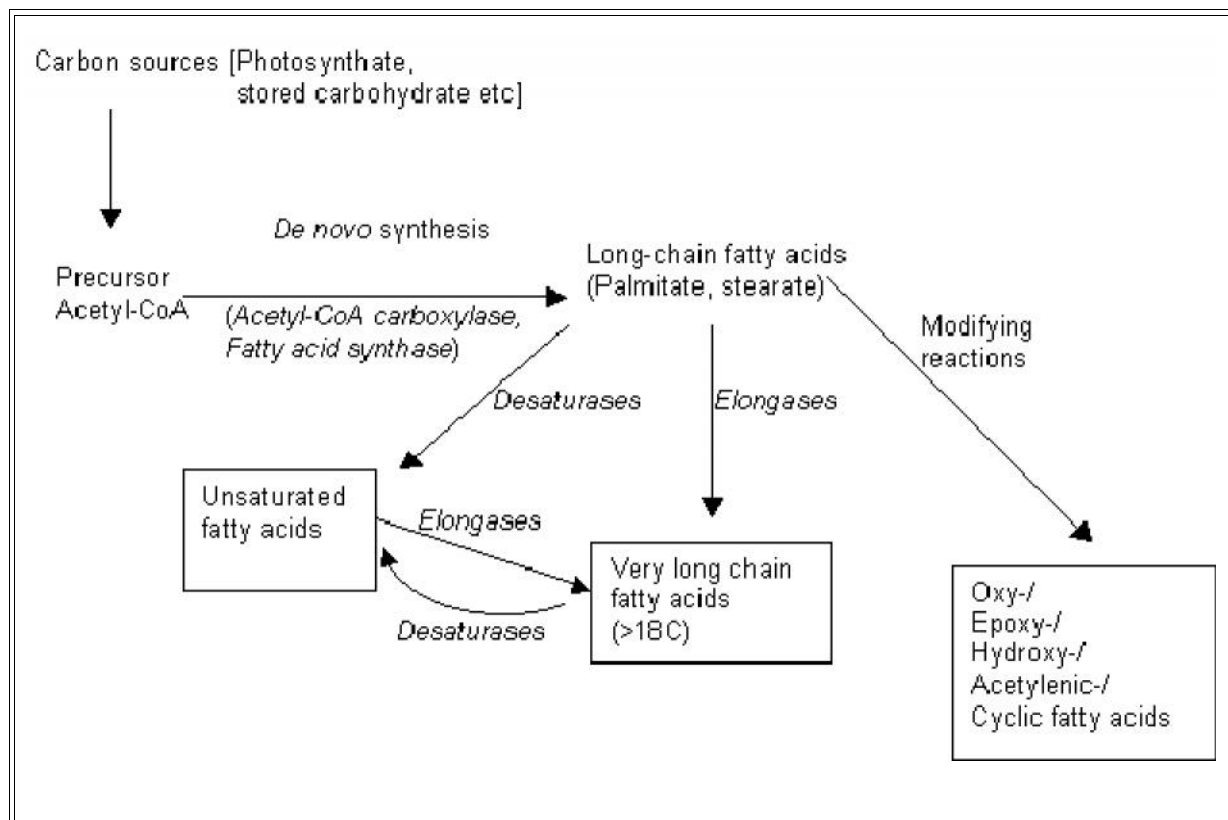 Carbon sources [Photosynthate,
stored carbohydrate etc]
De novo synthesis
Precursor
Acetyl-CoA
(Acetyl-CoA carboxylase,
Fatty acid synthase)
Long-chain fatty acids
(Palmitate, stearate)
Modifying
reactions
Desaturases
Elongases
Unsaturated
fatty acids
Elongases
Desaturases
Very long chain
fatty acids
(>18C)
Oxy-/
Epoxy-/
Hydroxy-/
Acetylenic-/
Cyclic fatty acids